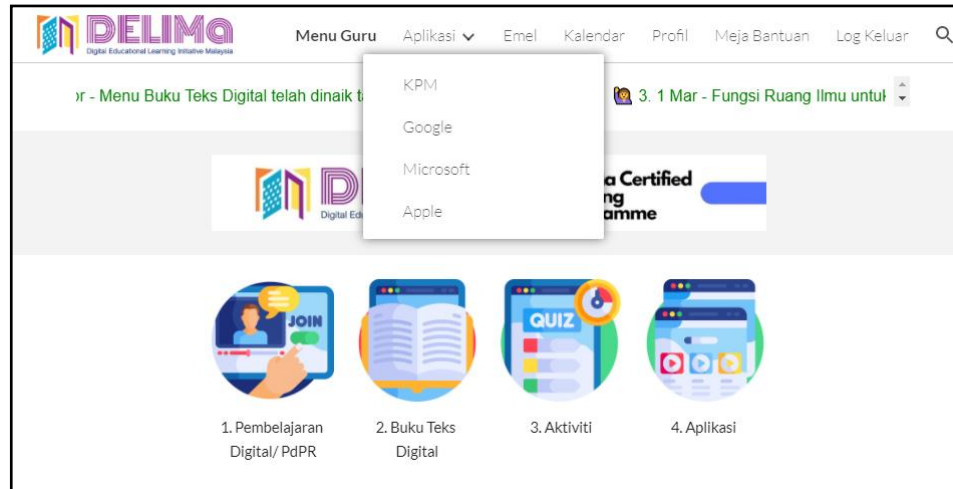 DELIMa
Digital Educational Learning Initiative Malaysia
Menu Guru Aplikasi Emel Kalendar Profil Meja Bantuan Log Keluar
KPM
Google
Microsoft
Apple
- Menu Buku Teks Digital telah dinaik
3. 1 Mar - Fungsi Ruang Ilmu untuk
D
Digital Ed
Certified
JOIN
QUIZ
1. Pembelajaran
Digital/ PdPR
2. Buku Teks
Digital
3. Aktiviti
4. Aplikasi